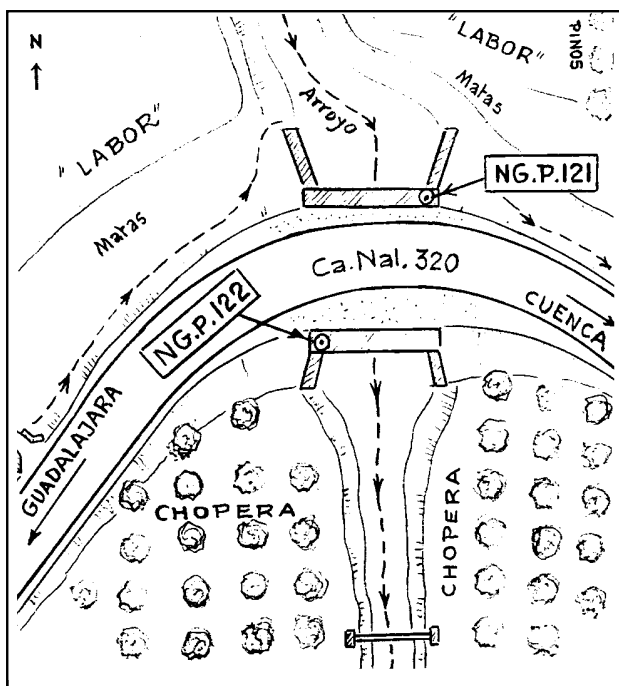 N
"LABOR"
PINOS
Matas
Arroyo
"LABOR"
NG.P.121
Matas
Ca.Nal. 320
CUENCA
NG.P.122
GUADALAJARA
CHOPERA
CHOPERA